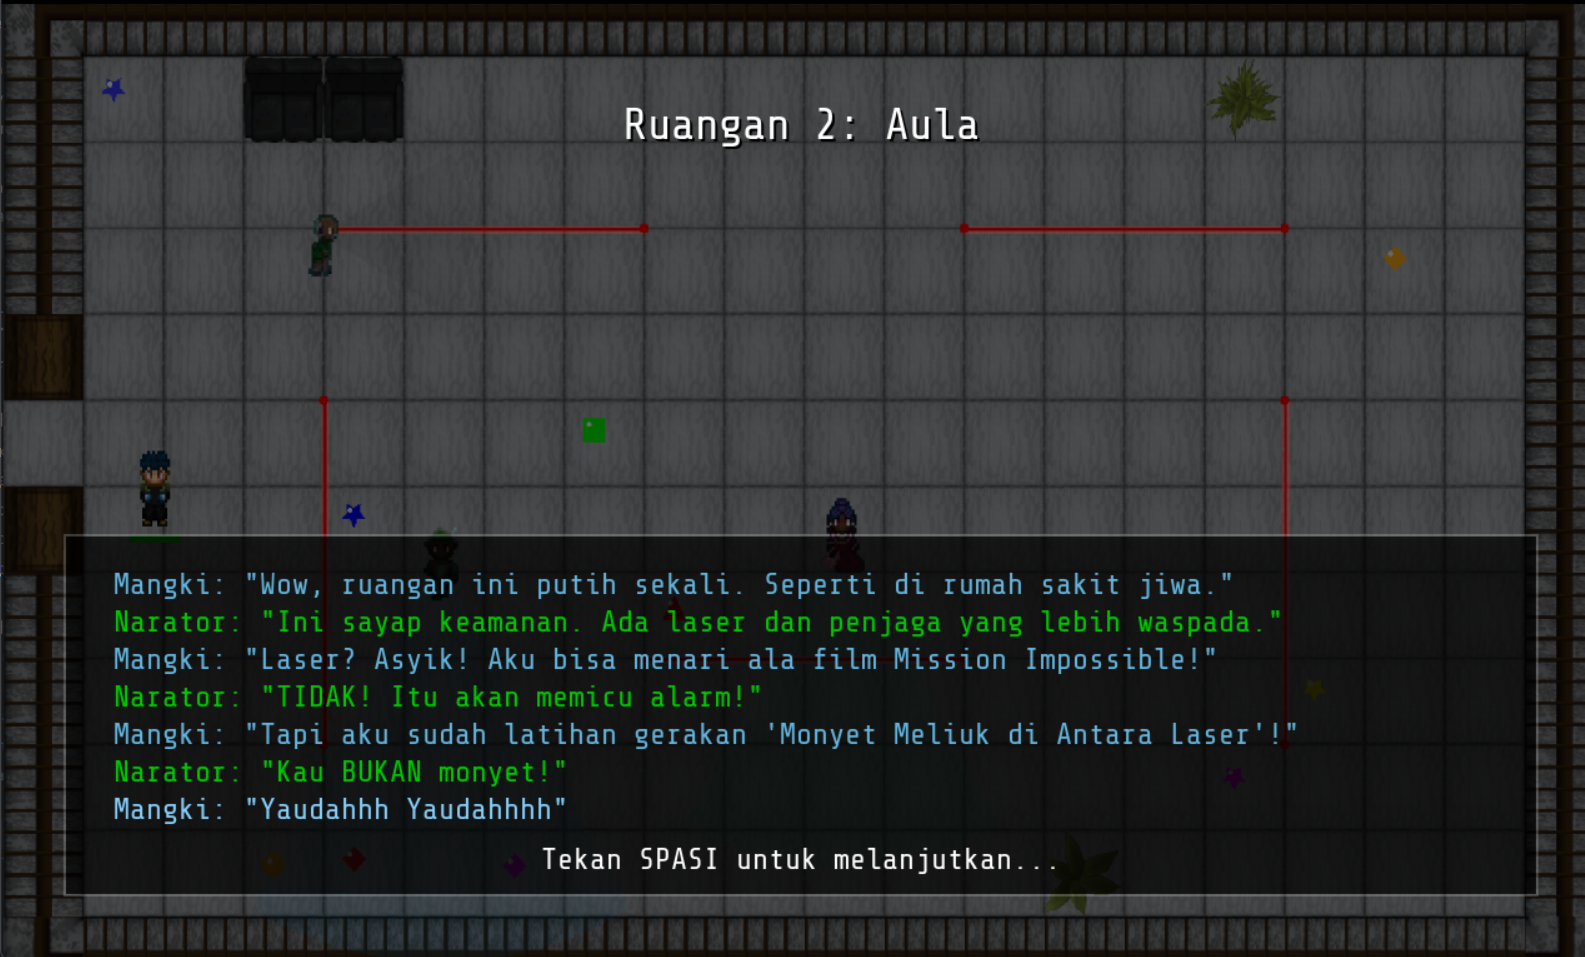 Ruangan 2: Aula
Mangki: "Wow, ruangan ini putih sekali. Seperti di rumah sakit jiwa."
Narator: "Ini sayap keamanan. Ada laser dan penjaga yang lebih waspada."
Mangki: "Laser? Asyik! Aku bisa menari ala film Mission Impossible!"
Narator: "TIDAK! Itu akan memicu alarm!"
Mangki: "Tapi aku sudah latihan gerakan 'Monyet Meliuk di Antara Laser'!"
Narator: "Kau BUKAN monyet!"
Mangki: "Yaudahhh Yaudahhhh"
Tekan SPASI untuk melanjutkan...